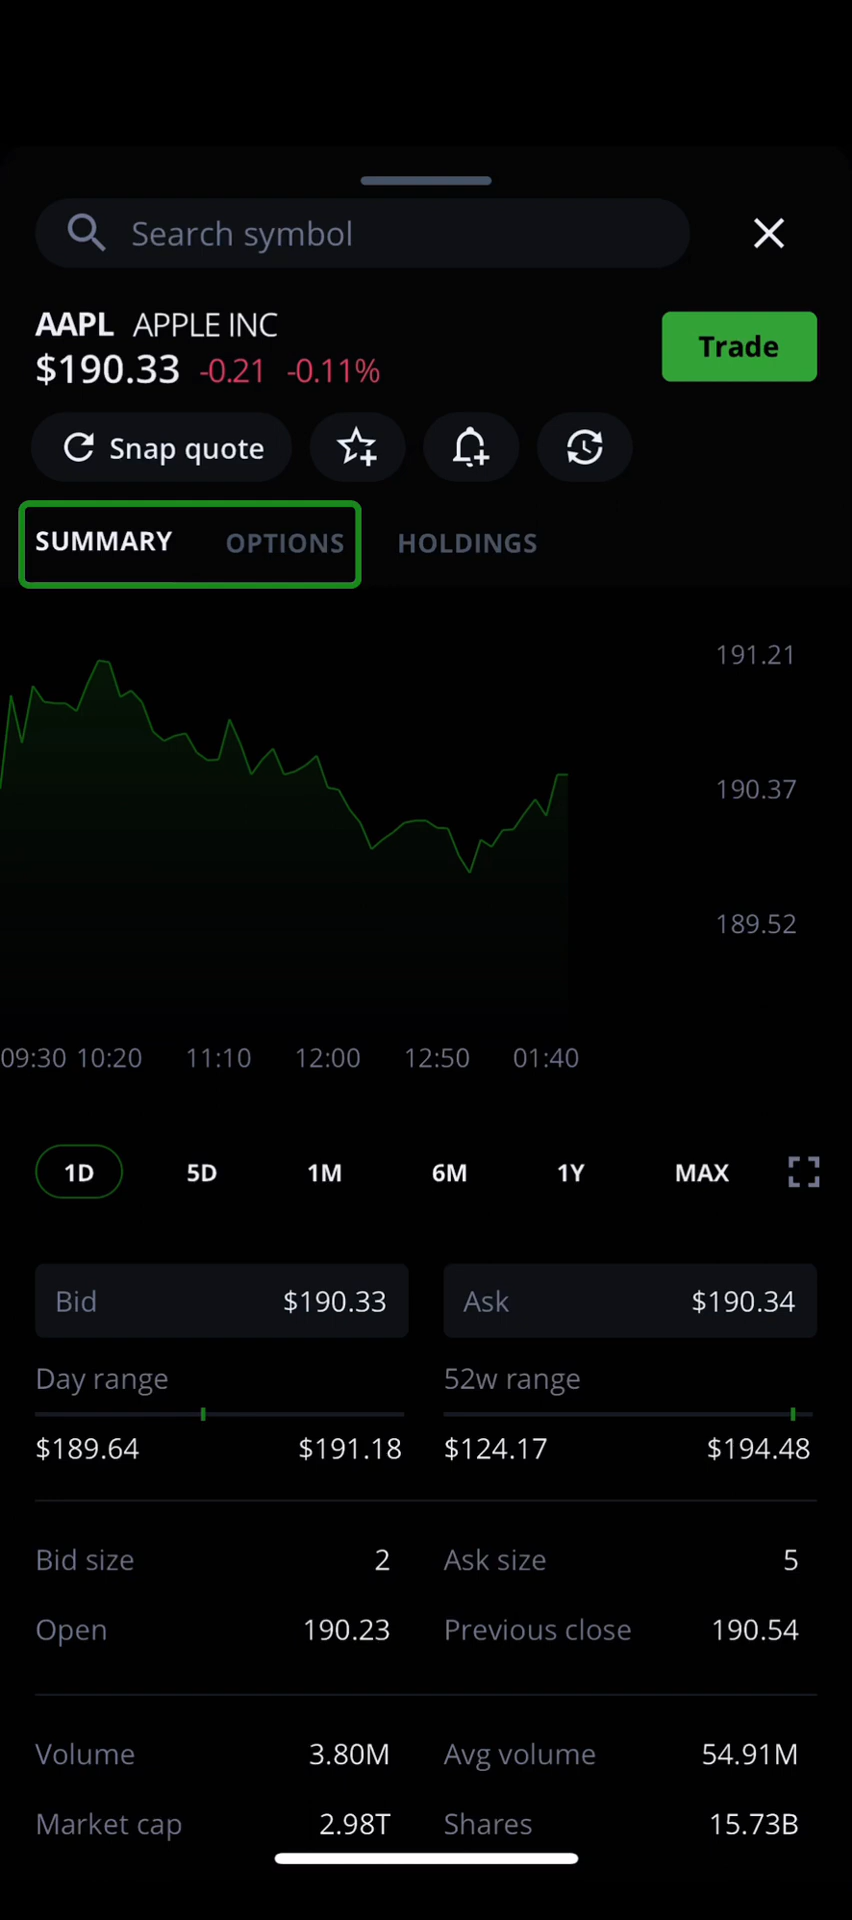 Search symbol
AAPL APPLE INC
$190.33 -0.21 -0.11%
Trade
Snap quote
SUMMARY OPTIONS HOLDINGS
191.21
190.37
189.52
09:30 10:20 11:10 12:00 12:50 01:40
1D 5D 1M 6M 1Y MAX
Bid $190.33 Ask $190.34
Day range 52w range
$189.64 $191.18 $124.17 $194.48
Bid size 2 Ask size 5
Open 190.23 Previous close 190.54
Volume 3.80M Avg volume 54.91M
Market cap 2.98T Shares 15.73B